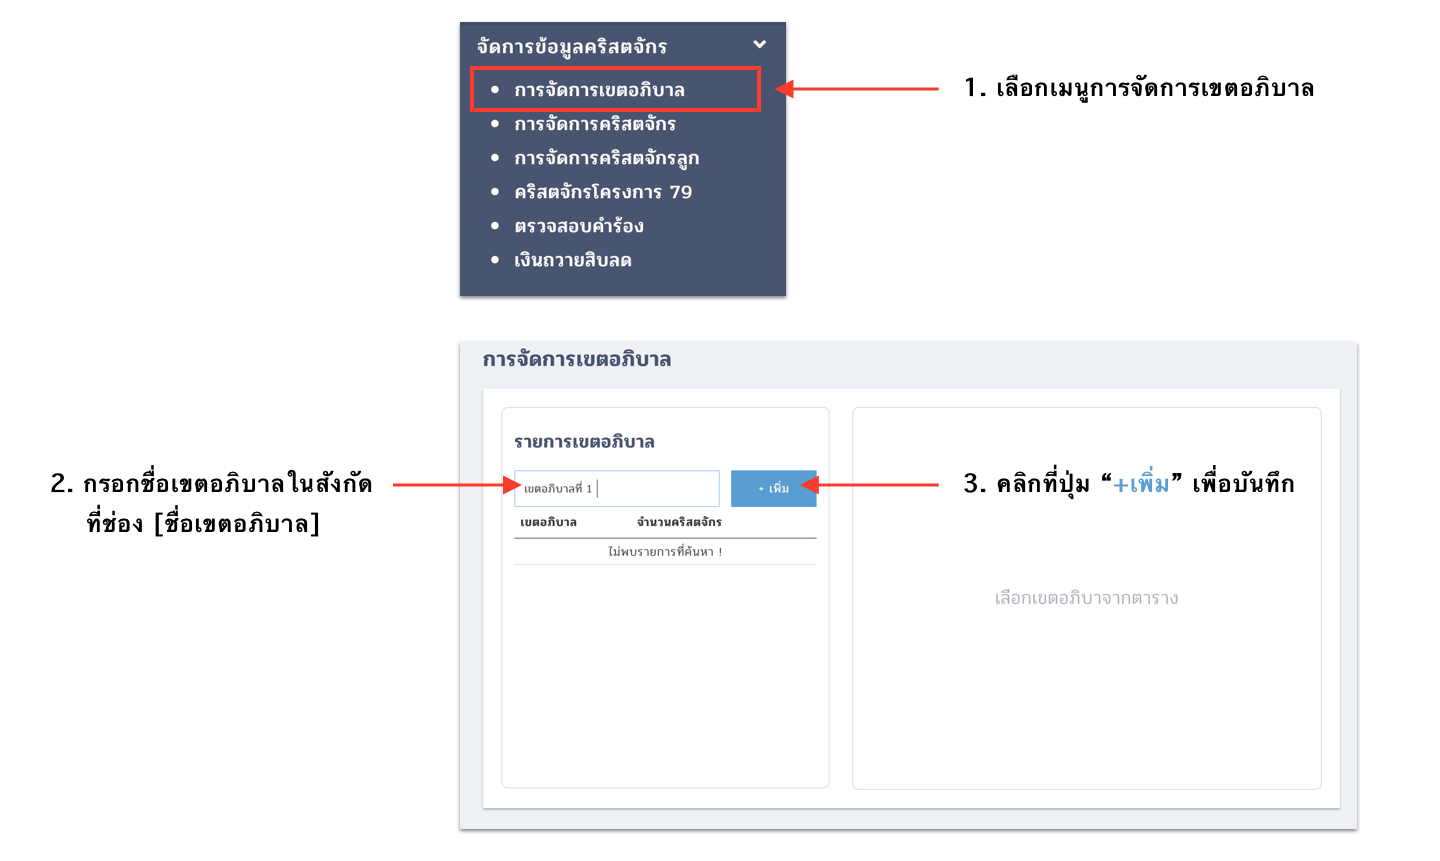 จัดการข้อมูลคริสตจักร
• การจัดการเขตอภิบาล
1. เลือกเมนูการจัดการเขตอภิบาล
• การจัดการคริสตจักร
• การจัดการคริสตจักรลูก
• คริสตจักรโครงการ 79
• ตรวจสอบคำร้อง
• เงินถวายสิบลด
การจัดการเขตอภิบาล
รายการเขตอภิบาล
2. กรอกชื่อเขตอภิบาลในสังกัด
ที่ช่อง [ชื่อเขตอภิบาล]
เขตอภิบาลที่ 1
+ เพิ่ม
3. คลิกที่ปุ่ม “+เพิ่ม” เพื่อบันทึก
เขตอภิบาล จำนวนคริสตจักร
ไม่พบรายการที่ค้นหา !
เลือกเขตอภิบาจากตาราง